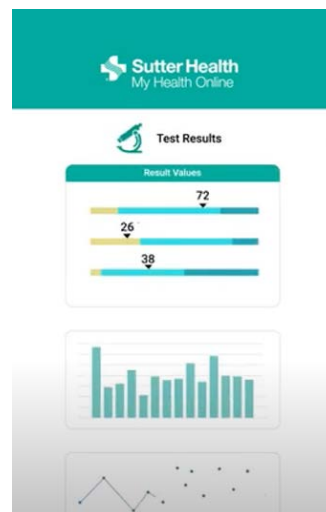 Sutter Health
My Health Online
Test Results
Result Values
72
26
38